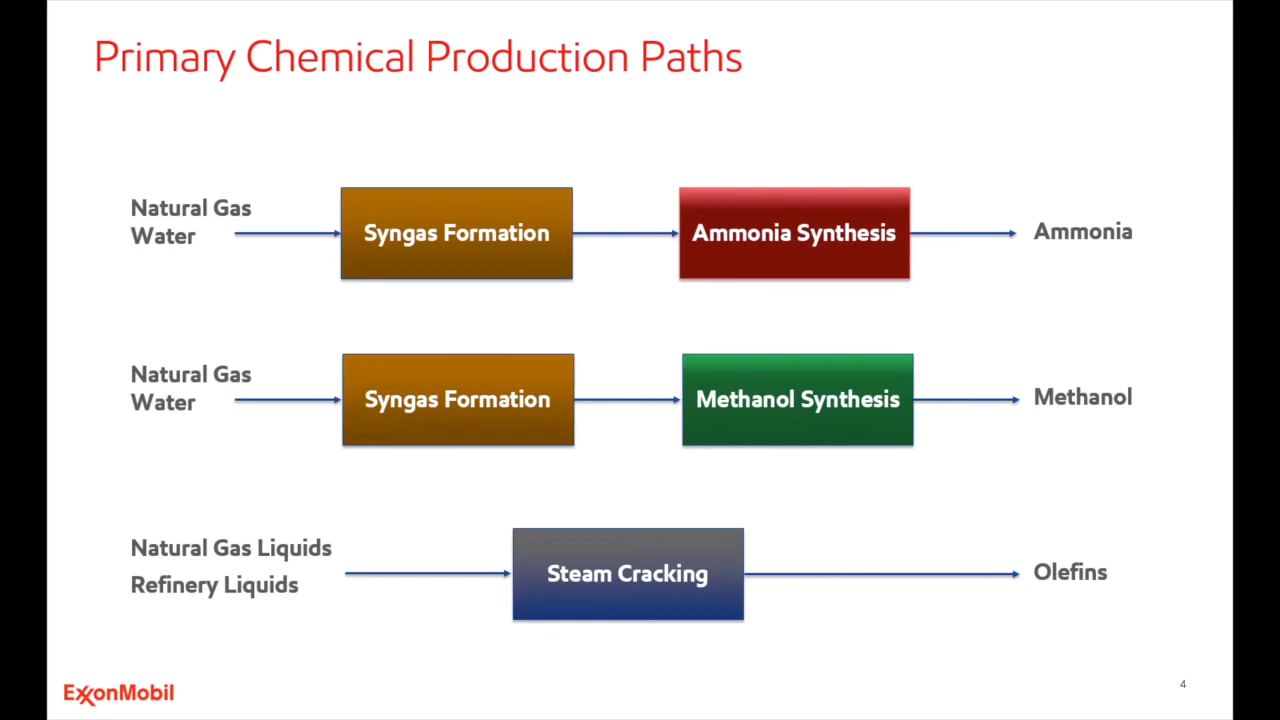 Primary Chemical Production Paths
Natural Gas
Water
Syngas Formation
Ammonia Synthesis
Ammonia
Natural Gas
Water
Syngas Formation
Methanol Synthesis
Methanol
Natural Gas Liquids
Refinery Liquids
Steam Cracking
Olefins
ExxonMobil
4